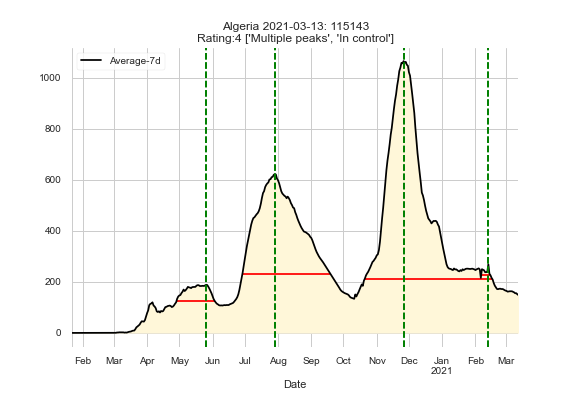 Algeria 2021-03-13: 115143
Rating:4 ['Multiple peaks', 'In control']
Average-7d
1000
800
600
400
200
0
Feb Mar Apr May Jun Jul Aug Sep Oct Nov Dec Jan Feb Mar
2021
Date